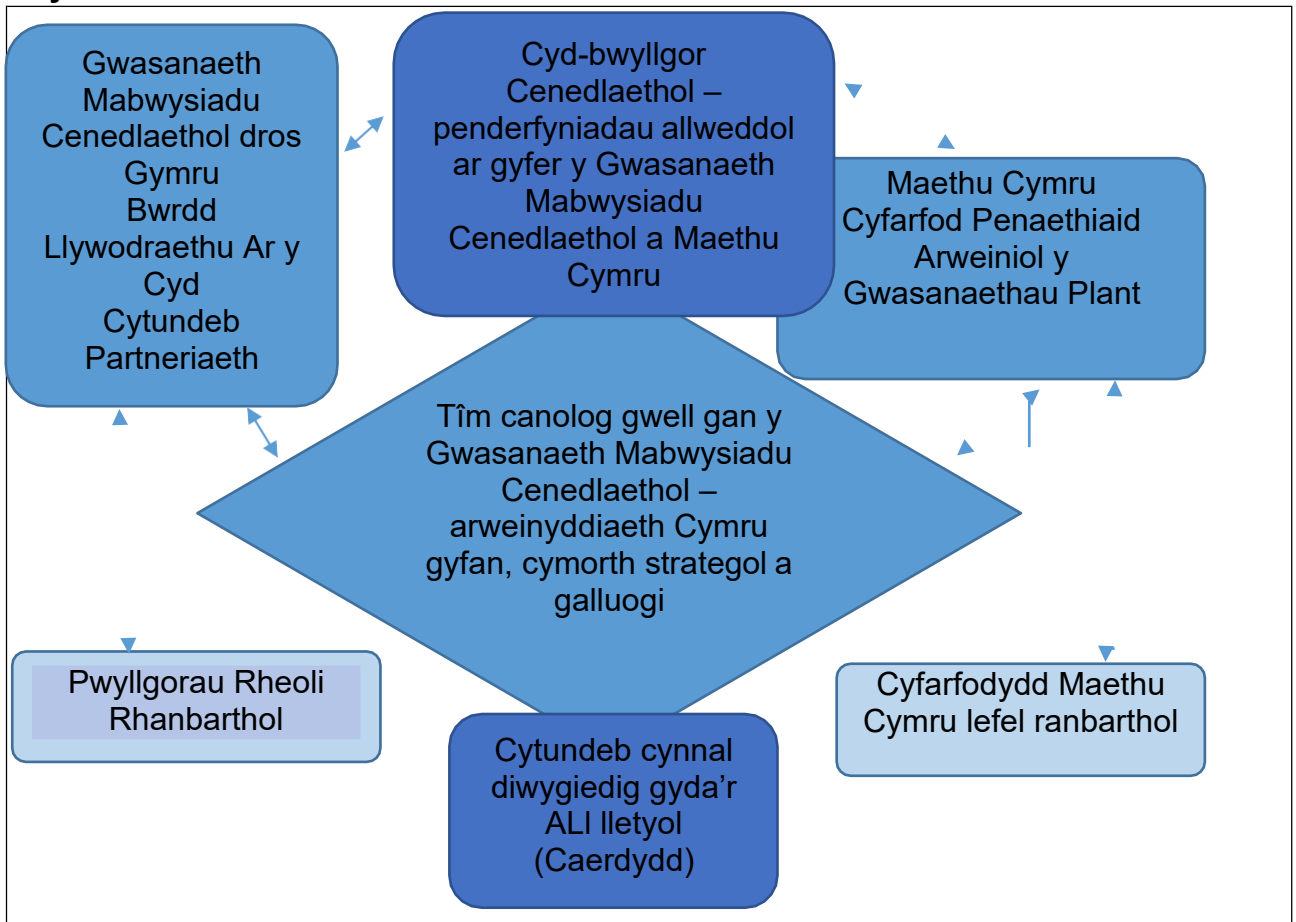 Gwasanaeth
Mabwysiadu
Cenedlaethol dros
Gymru
Bwrdd
Llywodraethu Ar y
Cyd
Cytundeb
Partneriaeth
Cyd-bwyllgor
Cenedlaethol –
penderfyniadau allweddol
ar gyfer y Gwasanaeth
Mabwysiadu
Cenedlaethol a Maethu
Cymru
Maethu Cymru
Cyfarfod Penaethiaid
Arweiniol y
Gwasanaethau Plant
Tîm canolog gwell gan y
Gwasanaeth Mabwysiadu
Cenedlaethol –
arweinyddiaeth Cymru
gyfan, cymorth strategol a
galluogi
Pwyllgorau Rheoli
Rhanbarthol
Cyfarfodydd Maethu
Cymru lefel ranbarthol
Cytundeb cynnal
diwygiedig gyda’r
ALl lletyol
(Caerdydd)